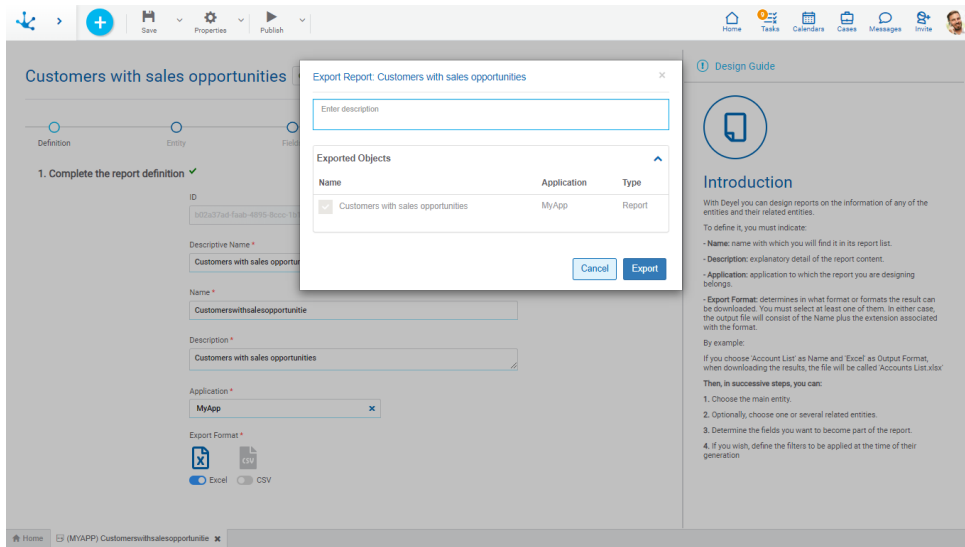 Save
Properties
Publish
Home
9
Tasks
Calendars
Cases
Messages
Invite
Customers with sales opportunities
Definition
Entity
1. Complete the report definition
ID
Descriptive Name *
Customers with sales opportun
Name *
Customerswithsalesopportunitie
Description *
Customers with sales opportunities
Application *
MyApp
Export Format *
CSV
Excel
CSV
Export Report: Customers with sales opportunities
Enter description
Exported Objects
Name Application Type
Customers with sales opportunities MyApp Report
Cancel
Export
Design Guide
Introduction
With Deyel you can design reports on the information of any of the
entities and their related entities.
To define it, you must indicate:
- Name: name with which you will find it in its report list.
- Description: explanatory detail of the report content.
- Application: application to which the report you are designing
belongs.
- Export Format: determines in what format or formats the result can
be downloaded. You must select at least one of them. In either case,
the output file will consist of the Name plus the extension associated
with the format.
By example:
If you choose 'Account List' as Name and 'Excel' as Output Format,
when downloading the results, the file will be called 'Accounts List.xlsx'
Then, in successive steps, you can:
1. Choose the main entity.
2. Optionally, choose one or several related entities.
3. Determine the fields you want to become part of the report.
4. If you wish, define the filters to be applied at the time of their
generation
Home
(MYAPP) Customerswithsalesopportunitie